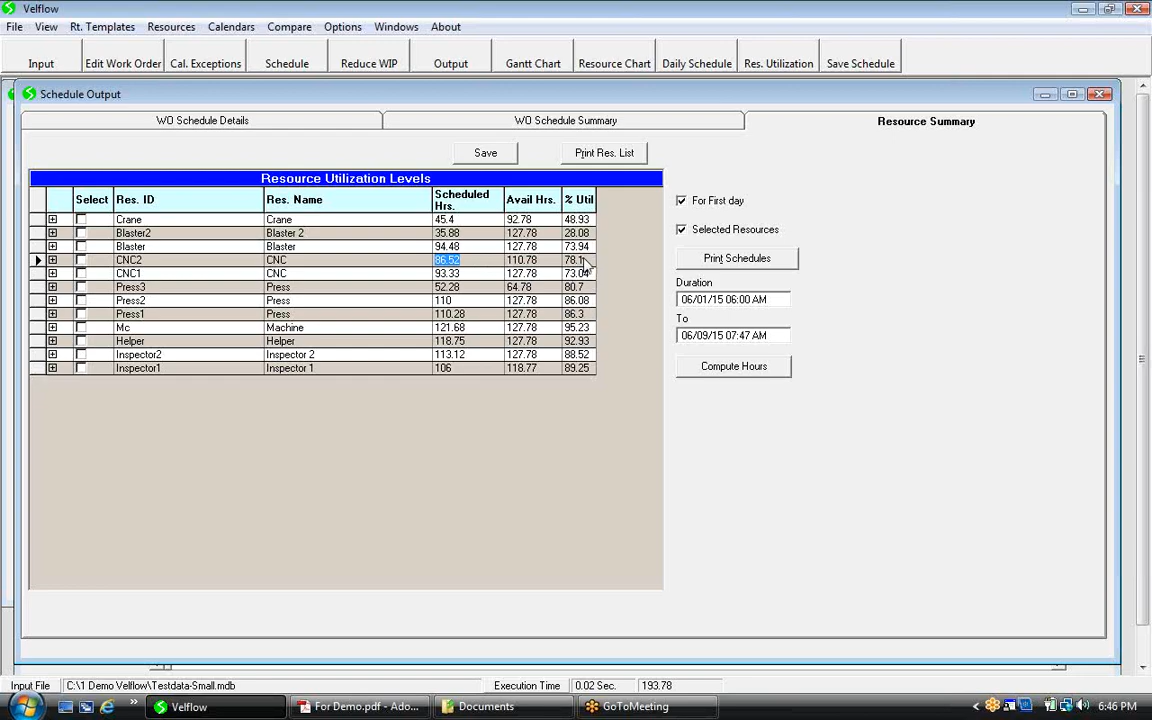 Velflow
File View Rt. Templates Resources Calendars Compare Options Windows About
Input Edit Work Order Cal. Exceptions Schedule Reduce WIP Output Gantt Chart Resource Chart Daily Schedule Res. Utilization Save Schedule
Schedule Output
WO Schedule Details WO Schedule Summary Resource Summary
Save Print Res. List
Resource Utilization Levels
Select Res. ID Res. Name Scheduled Hrs. Avail Hrs. % Util
Crane Crane 45.4 92.78 48.93
Blaster2 Blaster 2 35.88 127.78 28.08
Blaster Blaster 94.48 127.78 73.94
CNC2 CNC 86.52 110.78 78.1
CNC1 CNC 93.33 127.78 73.04
Press3 Press 52.28 64.78 80.7
Press2 Press 110 127.78 86.08
Press1 Press 110.28 127.78 86.3
Mc Machine 121.68 127.78 95.23
Helper Helper 118.75 127.78 92.93
Inspector2 Inspector 2 113.12 127.78 88.52
Inspector1 Inspector 1 106 118.77 89.25
For First day
Selected Resources
Print Schedules
Duration
06/01/15 06:00 AM
To
06/09/15 07:47 AM
Compute Hours
Input File C:\1 Demo Velflow\Testdata-Small.mdb Execution Time 0.02 Sec. 193.78
Velflow For Demo.pdf - Ado... Documents GoToMeeting 6:46 PM